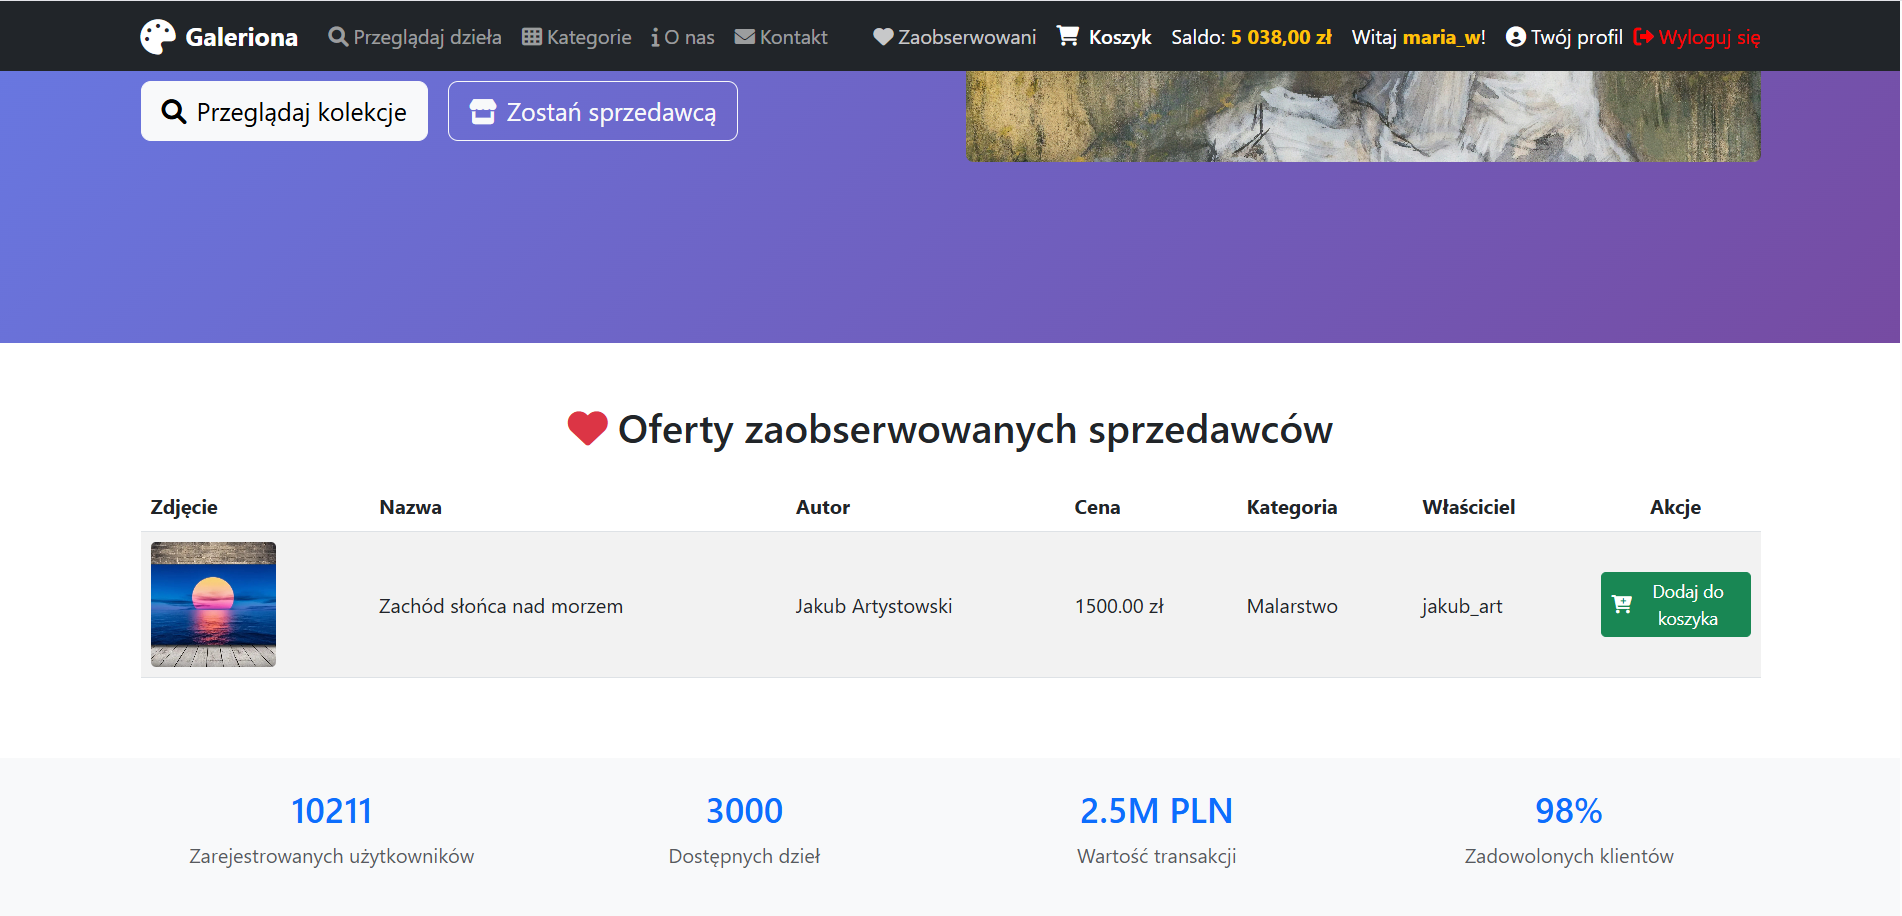 Galeriona Przeglądaj dzieła Kategorie O nas Kontakt Zaobserwowani Koszyk Saldo: 5 038,00 zł Witaj maria_w! Twój profil Wyloguj się
Przeglądaj kolekcje Zostań sprzedawcą
Oferty zaobserwowanych sprzedawców
Zdjęcie Nazwa Autor Cena Kategoria Właściciel Akcje
Zachód słońca nad morzem Jakub Artystowski 1500.00 zł Malarstwo jakub_art Dodaj do
koszyka
10211 3000 2.5M PLN 98%
Zarejestrowanych użytkowników Dostępnych dzieł Wartość transakcji Zadowolonych klientów